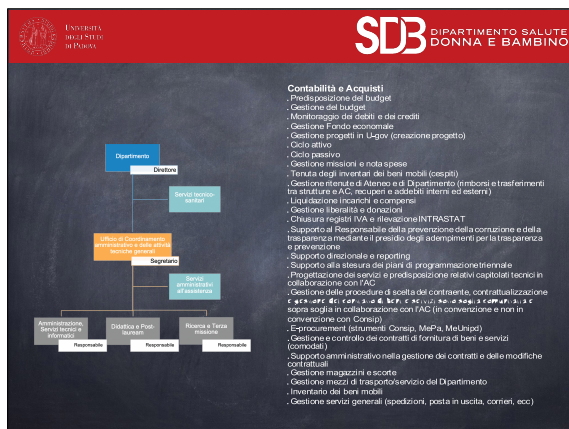 UNIVERSITÀ
DEGLI STUDI
DI PADOVA
SDB
DIPARTIMENTO SALUTE
DONNA E BAMBINO
Dipartimento
Direttore
Servizi tecnico-
sanitari
Ufficio di Coordinamento
amministrativo e delle attività
tecniche generali
Segretario
Servizi
amministrativi
all'assistenza
Amministrazione,
Servizi tecnici e
informatici
Responsabile
Didattica e Post-
lauream
Responsabile
Ricerca e Terza
missione
Responsabile
Contabilità e Acquisti
. Predisposizione del budget
. Gestione del budget
. Monitoraggio dei debiti e dei crediti
. Gestione Fondo economale
. Gestione progetti in U-gov (creazione progetto)
. Ciclo attivo
. Ciclo passivo
. Gestione missioni e nota spese
. Tenuta degli inventari dei beni mobili (cespiti)
. Gestione ritenute di Ateneo e di Dipartimento (rimborsi e trasferimenti
tra strutture e AC, recuperi e addebiti interni ed esterni)
. Liquidazione incarichi e compensi
. Gestione liberalità e donazioni
. Chiusura registri IVA e rilevazione INTRASTAT
. Supporto al Responsabile della prevenzione della corruzione e della
trasparenza mediante il presidio degli adempimenti per la trasparenza
e prevenzione
. Supporto direzionale e reporting
. Supporto alla stesura dei piani di programmazione triennale
. Progettazione dei servizi e predisposizione relativi capitolati tecnici in
collaborazione con l'AC
. Gestione delle procedure di scelta del contraente, contrattualizzazione
sopra soglia in collaborazione con l'AC (in convenzione e non in
convenzione con Consip)
. E-procurement (strumenti Consip, MePa, MeUnipd)
. Gestione e controllo dei contratti di fornitura di beni e servizi
(comodati)
. Supporto amministrativo nella gestione dei contratti e delle modifiche
contrattuali
. Gestione magazzini e scorte
. Gestione mezzi di trasporto/servizio del Dipartimento
. Inventario dei beni mobili
. Gestione servizi generali (spedizioni, posta in uscita, corrieri, ecc)